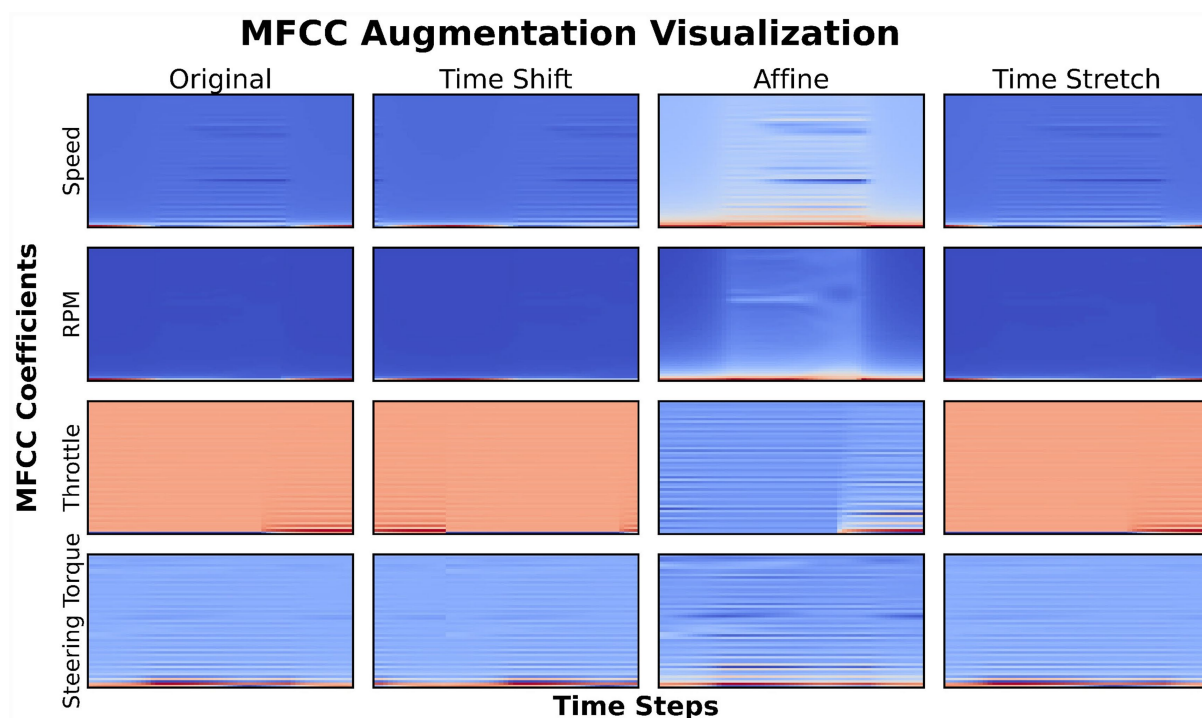 MFCC Augmentation Visualization
Original
Time Shift
Affine
Time Stretch
MFCC Coefficients
Speed
RPM
Throttle
Steering Torque
Time Steps